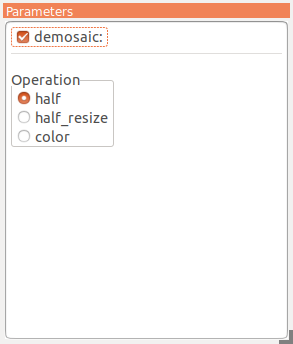 Parameters
demosaic:
Operation
half
half_resize
color